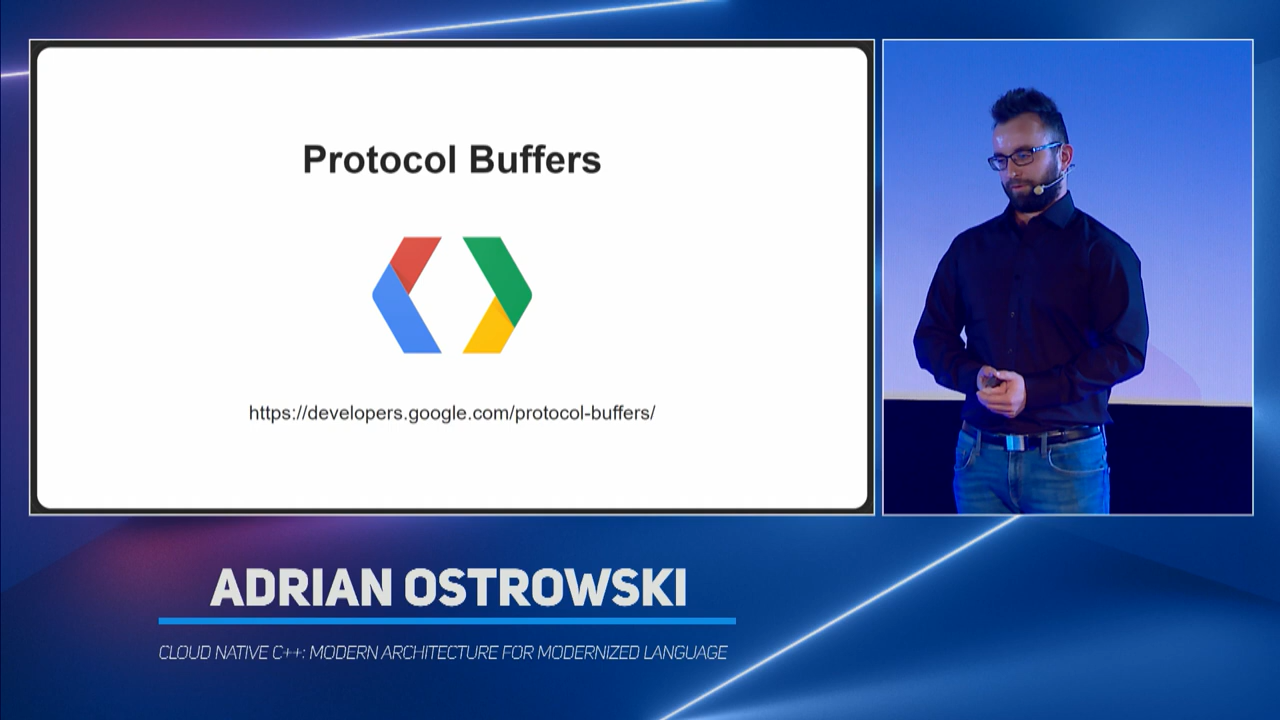 Protocol Buffers
https://developers.google.com/protocol-buffers/
ADRIAN OSTROWSKI
CLOUD NATIVE C++: MODERN ARCHITECTURE FOR MODERNIZED LANGUAGE